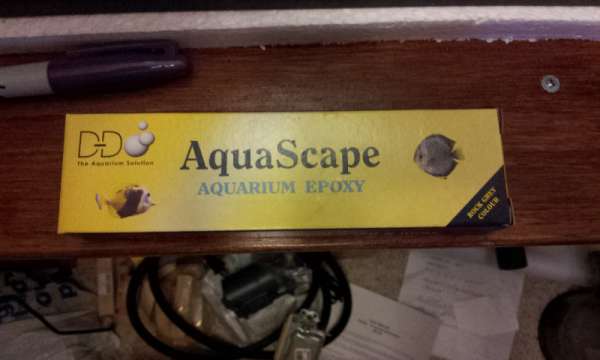 D-D
The Aquarium Solution
AquaScape
AQUARIUM EPOXY
ROCK GREY
COLOUR